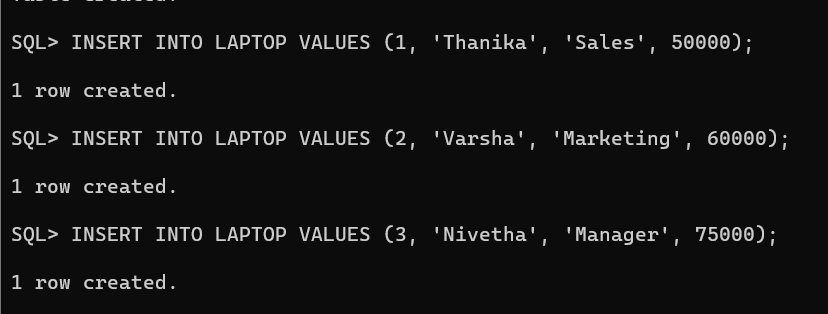 SQL> INSERT INTO LAPTOP VALUES (1, 'Thanika', 'Sales', 50000);
1 row created.
SQL> INSERT INTO LAPTOP VALUES (2, 'Varsha', 'Marketing', 60000);
1 row created.
SQL> INSERT INTO LAPTOP VALUES (3, 'Nivetha', 'Manager', 75000);
1 row created.